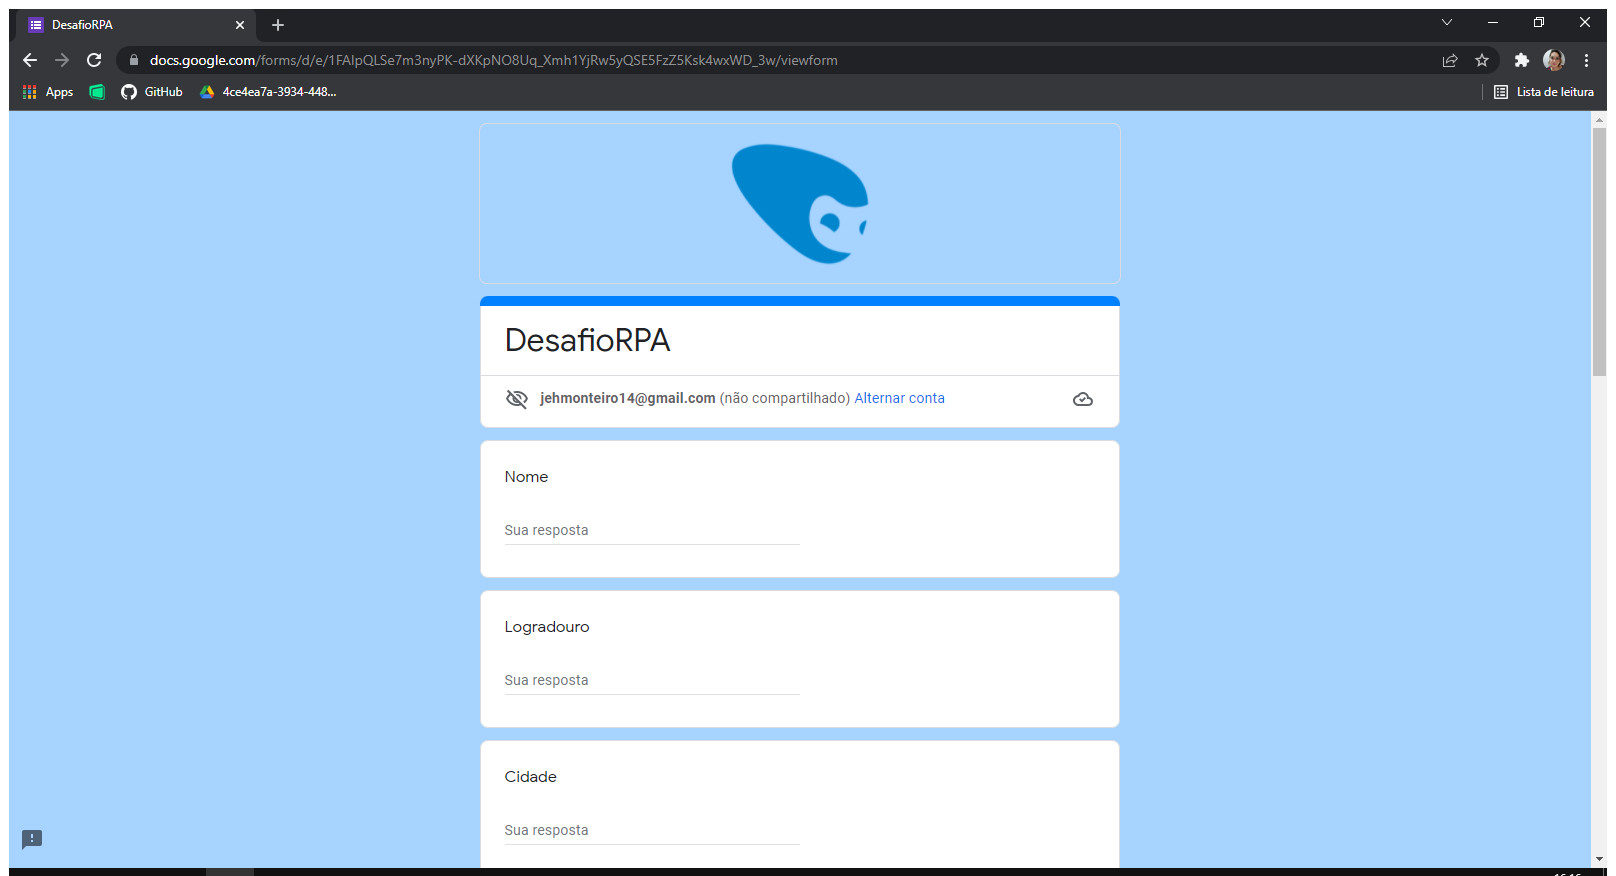 DesafioRPA
docs.google.com/forms/d/e/1FAIpQLSe7m3nyPK-dXKpNO8Uq_Xmh1YjRw5yQSE5FzZ5Ksk4wxWD_3w/viewform
Apps GitHub 4ce4ea7a-3934-448... Lista de leitura
DesafioRPA
jehmonteiro14@gmail.com (não compartilhado) Alternar conta
Nome
Sua resposta
Logradouro
Sua resposta
Cidade
Sua resposta